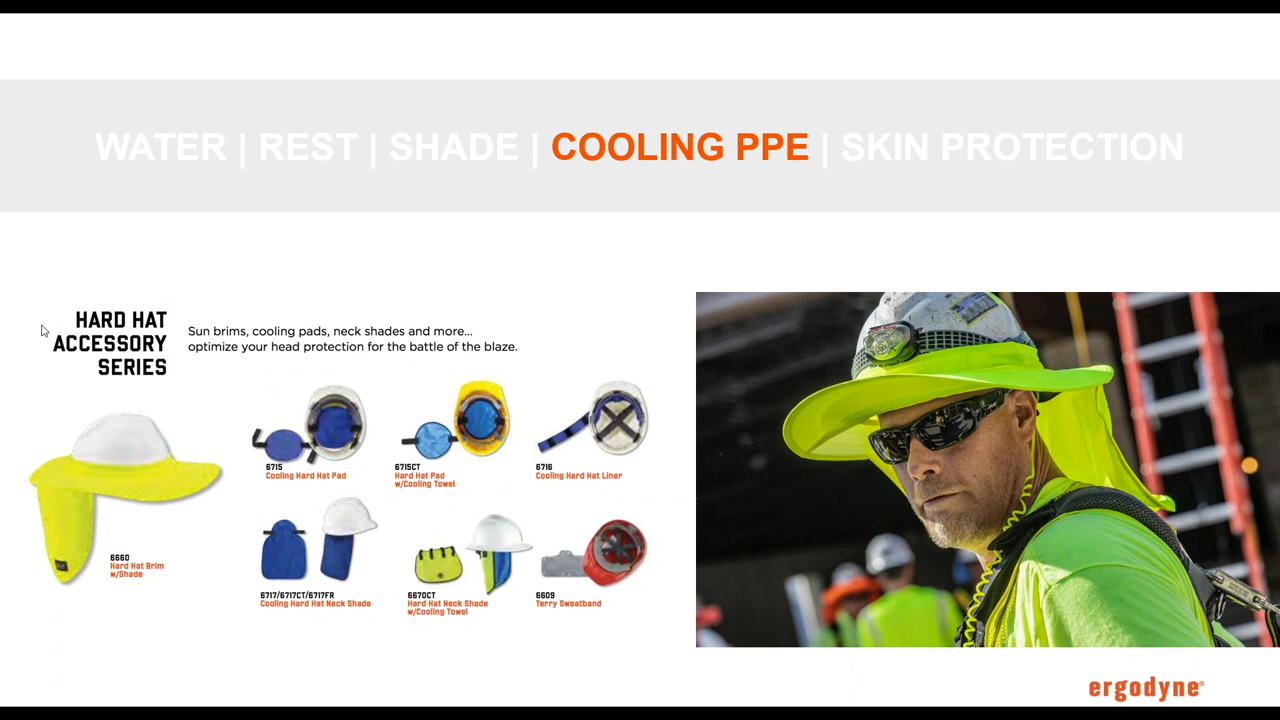 WATER | REST | SHADE | COOLING PPE | SKIN PROTECTION
HARD HAT
ACCESSORY
SERIES
Sun brims, cooling pads, neck shades and more...
optimize your head protection for the battle of the blaze.
6715
Cooling Hard Hat Pad
6715CT
Hard Hat Pad
w/Cooling Towel
6716
Cooling Hard Hat Liner
6660
Hard Hat Brim
w/Shade
6717/6717CT/6717FR
Cooling Hard Hat Neck Shade
6670CT
Hard Hat Neck Shade
w/Cooling Towel
6609
Terry Sweatband
ergodyne®